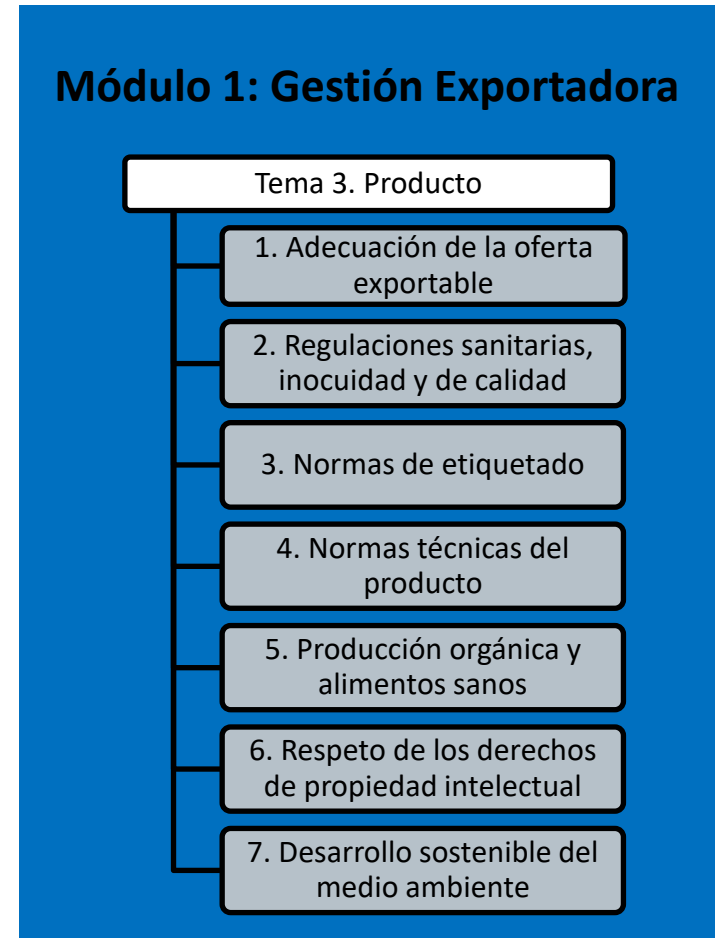 Módulo 1: Gestión Exportadora
Tema 3. Producto
1. Adecuación de la oferta
exportable
2. Regulaciones sanitarias,
inocuidad y de calidad
3. Normas de etiquetado
4. Normas técnicas del
producto
5. Producción orgánica y
alimentos sanos
6. Respeto de los derechos
de propiedad intelectual
7. Desarrollo sostenible del
medio ambiente